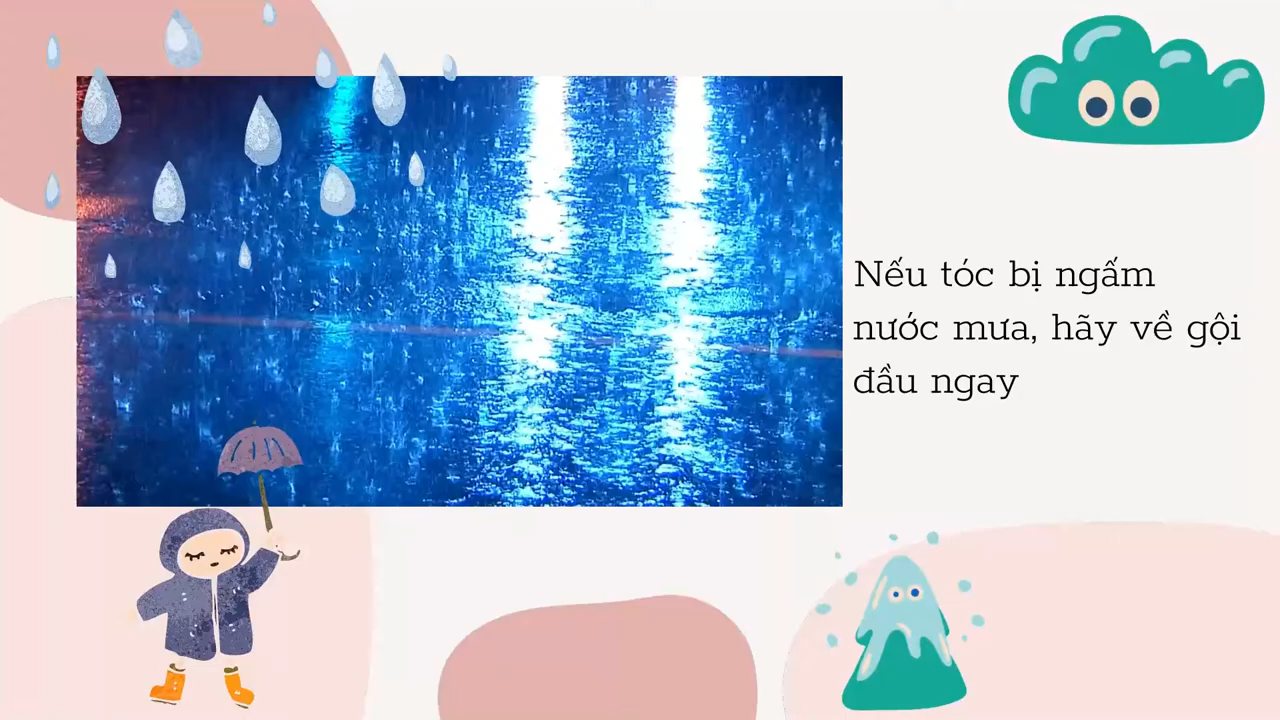 Nếu tóc bị ngấm
nước mưa, hãy về gội
đầu ngay